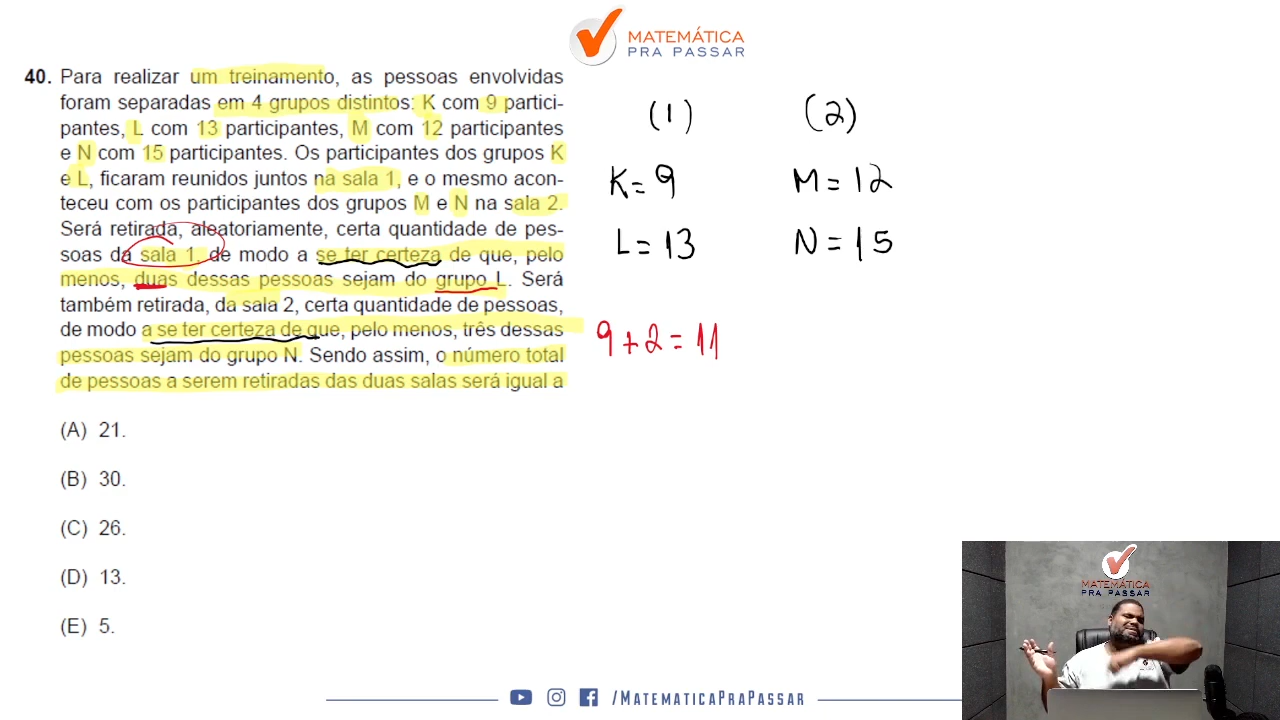 MATEMÁTICA
PRA PASSAR
40. Para realizar um treinamento, as pessoas envolvidas
foram separadas em 4 grupos distintos: K com 9 partici-
pantes, L com 13 participantes, M com 12 participantes
e N com 15 participantes. Os participantes dos grupos K
e L, ficaram reunidos juntos na sala 1, e o mesmo acon-
teceu com os participantes dos grupos M e N na sala 2.
Será retirada, aleatoriamente, certa quantidade de pes-
soas da sala 1, de modo a se ter certeza de que, pelo
menos, duas dessas pessoas sejam do grupo L. Será
também retirada, da sala 2, certa quantidade de pessoas,
de modo a se ter certeza de que, pelo menos, três dessas
pessoas sejam do grupo N. Sendo assim, o número total
de pessoas a serem retiradas das duas salas será igual a
(A) 21.
(B) 30.
(C) 26.
(D) 13.
(E) 5.
(1) (2)
K=9 M=12
L=13 N=15
9+2=11
MATEMÁTICA
PRA PASSAR
/MATEMATICAPRAPASSAR